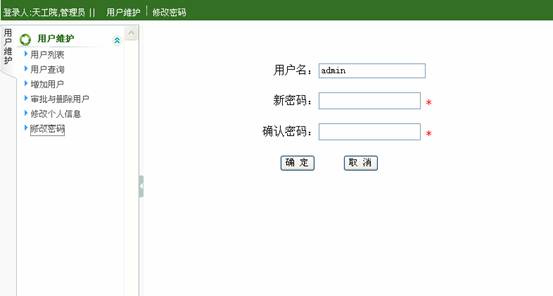 登录人:天工院,管理员 || 用户维护 修改密码
用户维护
用户维护
用户列表
用户查询
增加用户
审批与删除用户
修改个人信息
修改密码
用户名： admin
新密码： *
确认密码： *
确 定 取 消